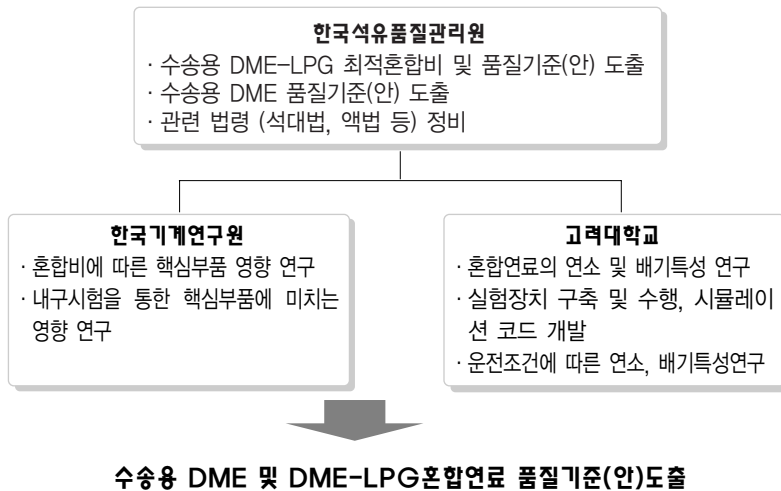 한국석유품질관리원
· 수송용 DME-LPG 최적혼합비 및 품질기준(안) 도출
· 수송용 DME 품질기준(안) 도출
· 관련 법령 (석대법, 액법 등) 정비
한국기계연구원
· 혼합비에 따른 핵심부품 영향 연구
· 내구시험을 통한 핵심부품에 미치는
영향 연구
고려대학교
· 혼합연료의 연소 및 배기특성 연구
· 실험장치 구축 및 수행, 시뮬레이
션 코드 개발
· 운전조건에 따른 연소, 배기특성연구
수송용 DME 및 DME-LPG혼합연료 품질기준(안)도출